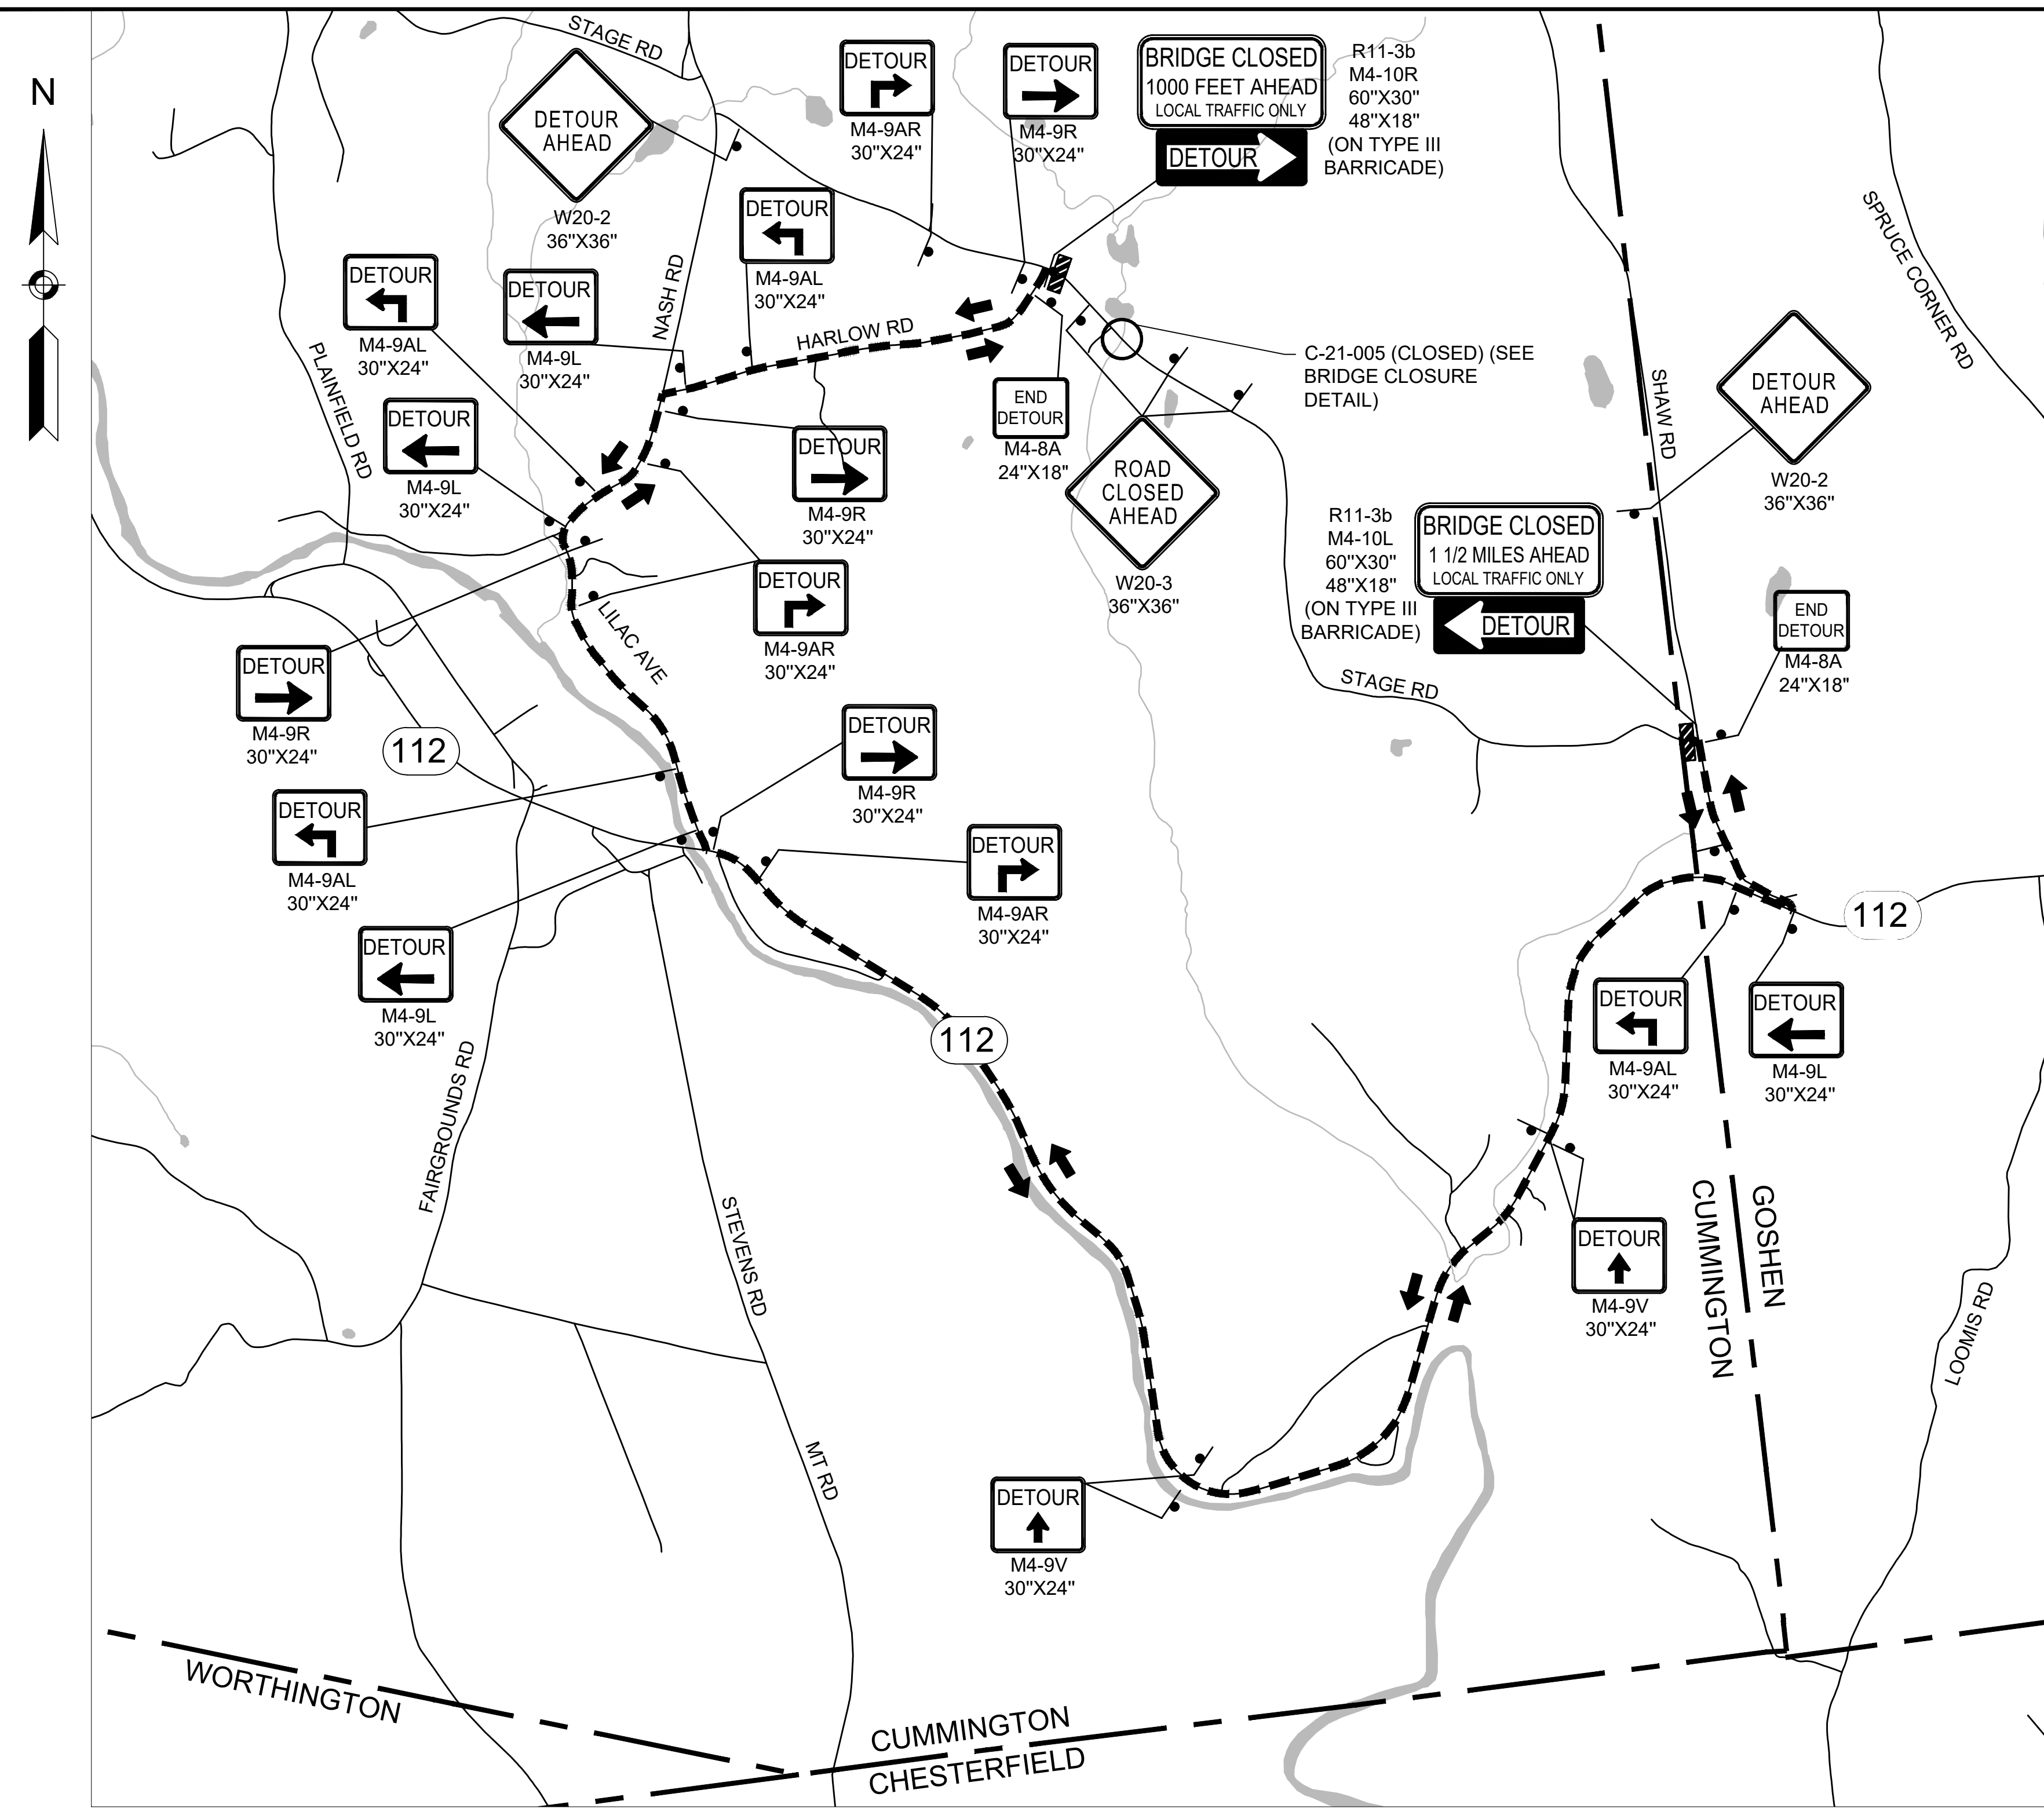 STAGE RD
N
DETOUR
AHEAD
W20-2
36"X36"
DETOUR
M4-9AR
30"X24"
DETOUR
M4-9R
30"X24"
BRIDGE CLOSED
1000 FEET AHEAD
LOCAL TRAFFIC ONLY
DETOUR
R11-3b
M4-10R
60"X30"
48"X18"
(ON TYPE III
BARRICADE)
DETOUR
M4-9AL
30"X24"
DETOUR
M4-9AL
30"X24"
DETOUR
M4-9L
30"X24"
NASH RD
HARLOW RD
PLAINFIELD RD
SPRUCE CORNER RD
SHAW RD
C-21-005 (CLOSED) (SEE
BRIDGE CLOSURE
DETAIL)
DETOUR
AHEAD
W20-2
36"X36"
END
DETOUR
M4-8A
24"X18"
DETOUR
M4-9L
30"X24"
DETOUR
M4-9R
30"X24"
ROAD
CLOSED
AHEAD
W20-3
36"X36"
R11-3b
M4-10L
60"X30"
48"X18"
(ON TYPE III
BARRICADE)
BRIDGE CLOSED
1 1/2 MILES AHEAD
LOCAL TRAFFIC ONLY
DETOUR
END
DETOUR
M4-8A
24"X18"
DETOUR
M4-9AR
30"X24"
LILAC AVE
DETOUR
M4-9R
30"X24"
STAGE RD
112
DETOUR
M4-9R
30"X24"
DETOUR
M4-9AL
30"X24"
DETOUR
M4-9AR
30"X24"
112
DETOUR
M4-9L
30"X24"
DETOUR
M4-9AL
30"X24"
DETOUR
M4-9L
30"X24"
112
FAIRGROUNDS RD
STEVENS RD
CUMMINGTON
GOSHEN
DETOUR
M4-9V
30"X24"
LOOMIS RD
MT RD
DETOUR
M4-9V
30"X24"
WORTHINGTON
CUMMINGTON
CHESTERFIELD